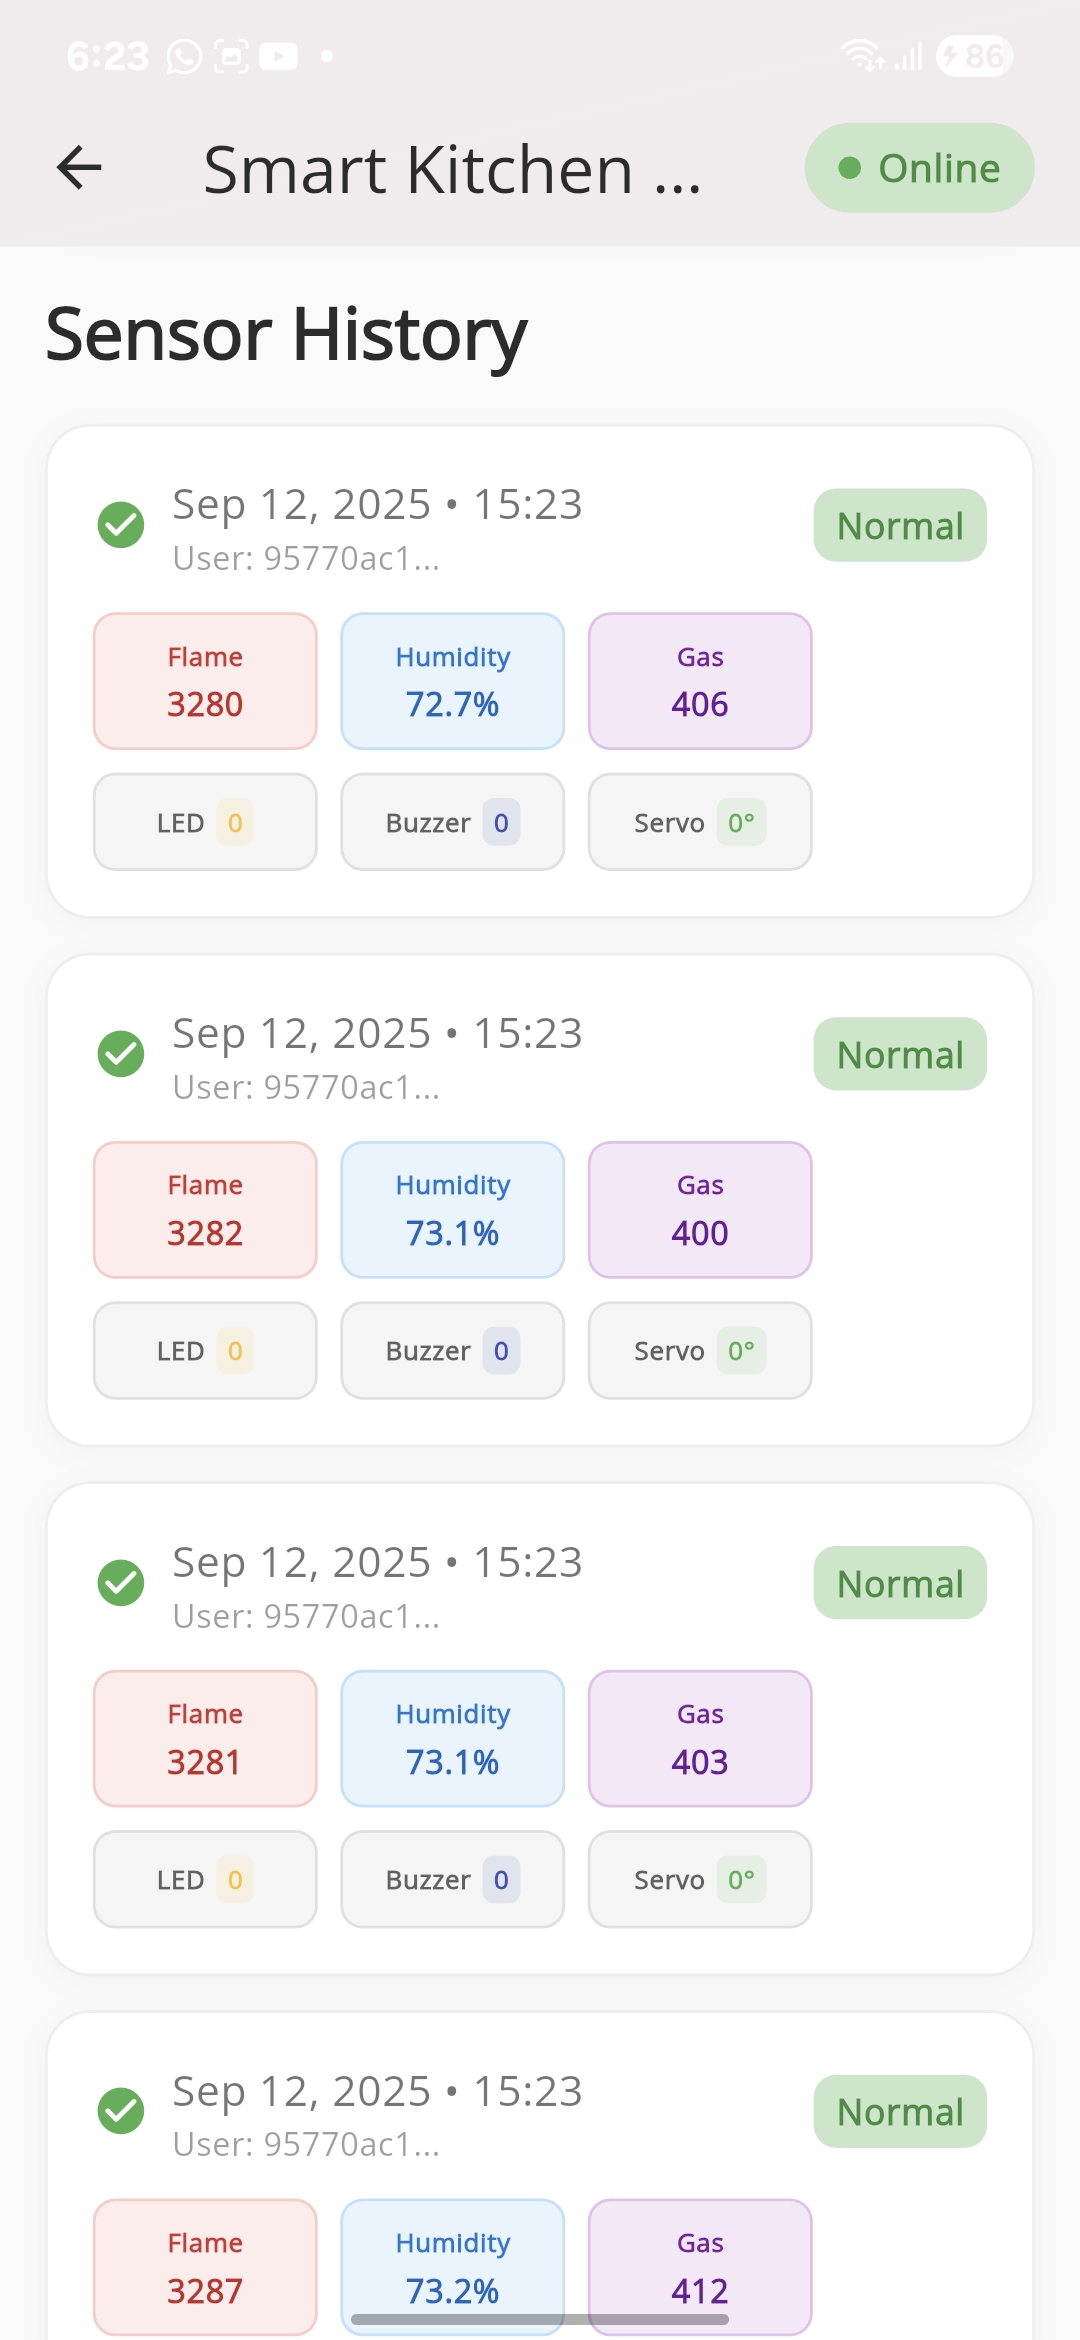 6:23
86
Smart Kitchen ...
Online
Sensor History
Sep 12, 2025 • 15:23
User: 95770ac1...
Normal
Flame
3280
Humidity
72.7%
Gas
406
LED 0
Buzzer 0
Servo 0°
Sep 12, 2025 • 15:23
User: 95770ac1...
Normal
Flame
3282
Humidity
73.1%
Gas
400
LED 0
Buzzer 0
Servo 0°
Sep 12, 2025 • 15:23
User: 95770ac1...
Normal
Flame
3281
Humidity
73.1%
Gas
403
LED 0
Buzzer 0
Servo 0°
Sep 12, 2025 • 15:23
User: 95770ac1...
Normal
Flame
3287
Humidity
73.2%
Gas
412